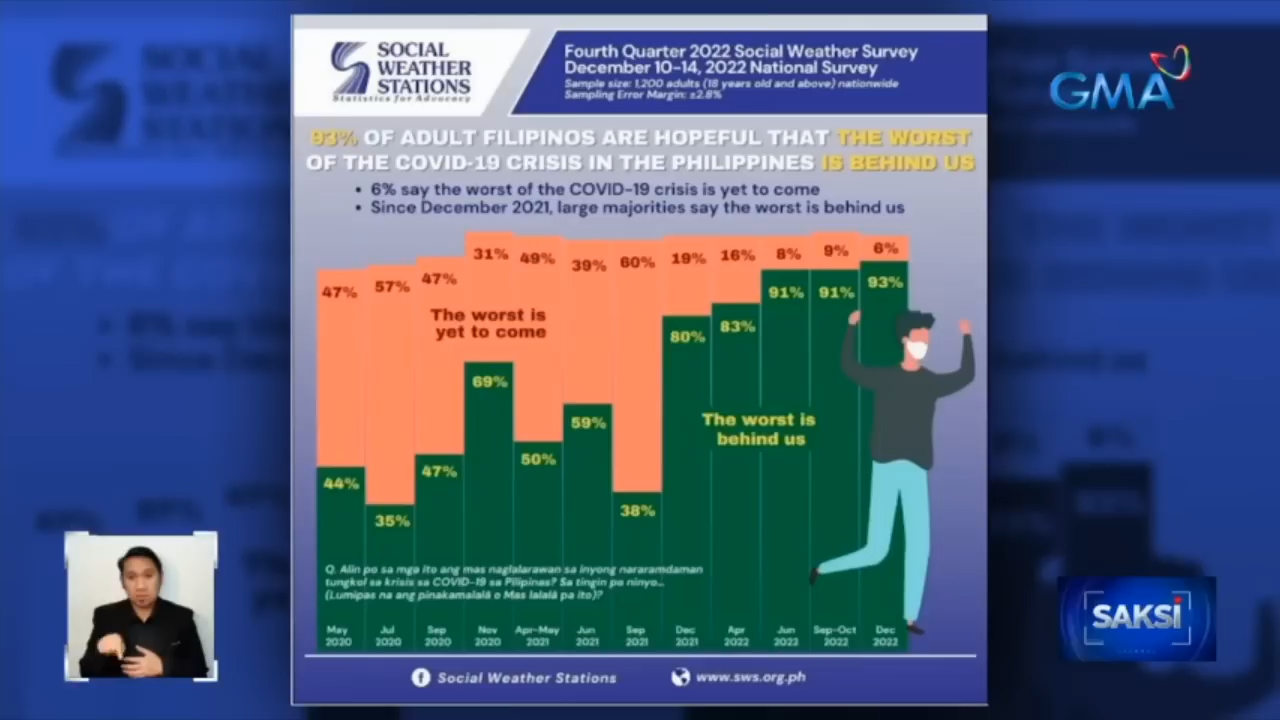 SOCIAL
WEATHER
STATIONS
Statistics for Advocacy
Fourth Quarter 2022 Social Weather Survey
December 10-14, 2022 National Survey
Sample size: 1,200 adults (18 years old and above) nationwide
Sampling Error Margin: ±2.8%
GMA
93% OF ADULT FILIPINOS ARE HOPEFUL THAT THE WORST
OF THE COVID-19 CRISIS IN THE PHILIPPINES IS BEHIND US
• 6% say the worst of the COVID-19 crisis is yet to come
• Since December 2021, large majorities say the worst is behind us
47% 57% 47% 31% 49% 39% 60% 19% 16% 8% 9% 6%
The worst is
yet to come
44% 35% 47% 69% 50% 59% 38% 80% 83% 91% 91% 93%
The worst is
behind us
Q. Alin po sa mga ito ang mas naglalarawan sa inyong nararamdaman
tungkol sa krisis sa COVID-19 sa Pilipinas? Sa tingin po ninyo...
(Lumipas na ang pinakamalalá o Mas lalalá pa ito)?
May Jul Sep Nov Apr-May Jun Sep Dec Apr Jun Sep-Oct Dec
2020 2020 2020 2020 2021 2021 2021 2021 2022 2022 2022 2022
Social Weather Stations
www.sws.org.ph
SAKSI